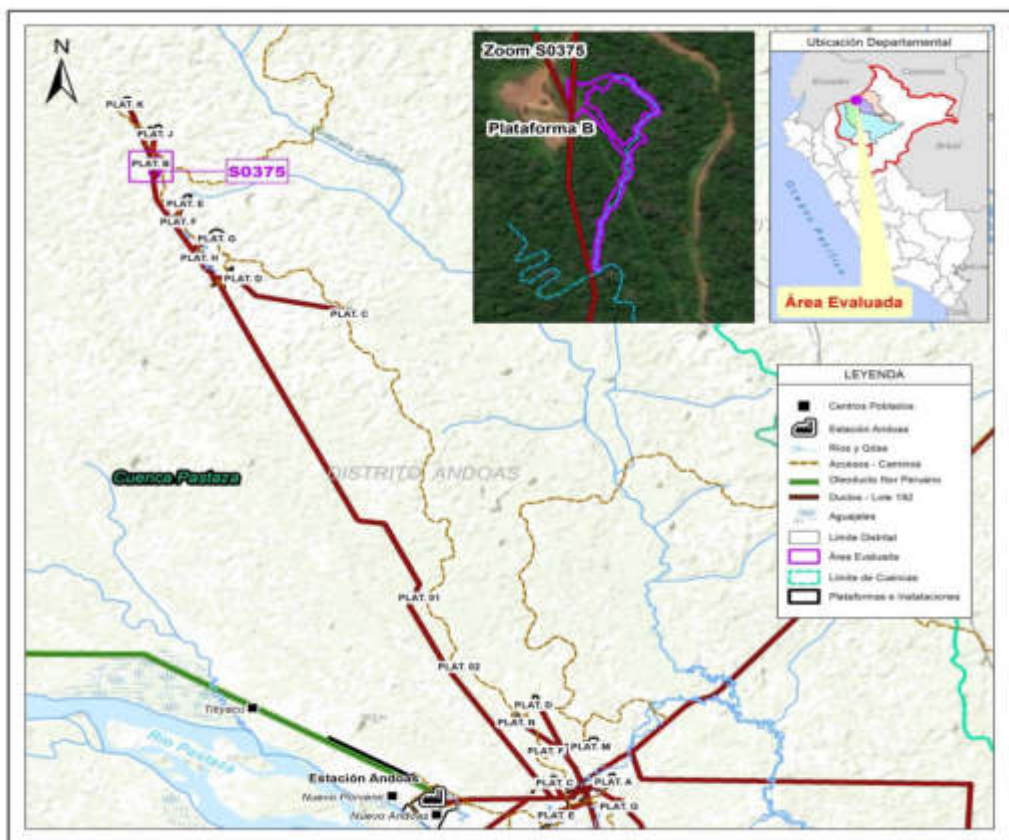 N
Zoom S0375
Plataforma B
Ubicación Departamental
Ecuador
Colombia
Brasil
Océano Pacífico
Área Evaluada
PLAT. K
PLAT. J
PLAT. B
S0375
PLAT. E
PLAT. F
PLAT. G
PLAT. H
PLAT. D
PLAT. C
LEYENDA
Centros Poblados
Estación Andoas
Ríos y Qdas
Accesos - Caminos
Oleoducto Nor Peruano
Ductos - Lote 192
Aguajales
Límite Distrital
Área Evaluada
Límite de Cuencas
Plataformas e Instalaciones
Cuenca Pastaza
DISTRITO ANDOAS
PLAT. 01
PLAT. 02
Titiyacu
Río Pastaza
PLAT. D
PLAT. N
PLAT. F
PLAT. M
Estación Andoas
PLAT. C
PLAT. A
Nuevo Porvenir
Nuevo Andoas
PLAT. E
PLAT. G